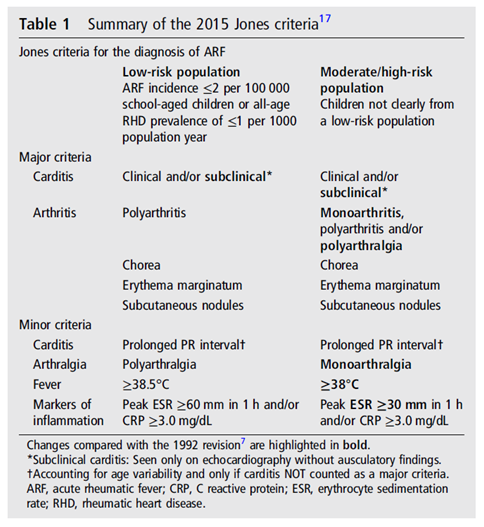 Table 1 Summary of the 2015 Jones criteria17
Jones criteria for the diagnosis of ARF
Low-risk population Moderate/high-risk
ARF incidence ≤2 per 100 000 population
school-aged children or all-age Children not clearly from
RHD prevalence of ≤1 per 1000 a low-risk population
population year
Major criteria
Carditis Clinical and/or subclinical* Clinical and/or
subclinical*
Arthritis Polyarthritis Monoarthritis,
polyarthritis and/or
polyarthralgia
Chorea Chorea
Erythema marginatum Erythema marginatum
Subcutaneous nodules Subcutaneous nodules
Minor criteria
Carditis Prolonged PR interval† Prolonged PR interval†
Arthralgia Polyarthralgia Monoarthralgia
Fever ≥38.5°C ≥38°C
Markers of Peak ESR ≥60 mm in 1 h and/or Peak ESR ≥30 mm in 1 h
inflammation CRP ≥3.0 mg/dL and/or CRP ≥3.0 mg/dL
Changes compared with the 1992 revision7 are highlighted in bold.
*Subclinical carditis: Seen only on echocardiography without ausculatory findings.
†Accounting for age variability and only if carditis NOT counted as a major criteria.
ARF, acute rheumatic fever; CRP, C reactive protein; ESR, erythrocyte sedimentation
rate; RHD, rheumatic heart disease.